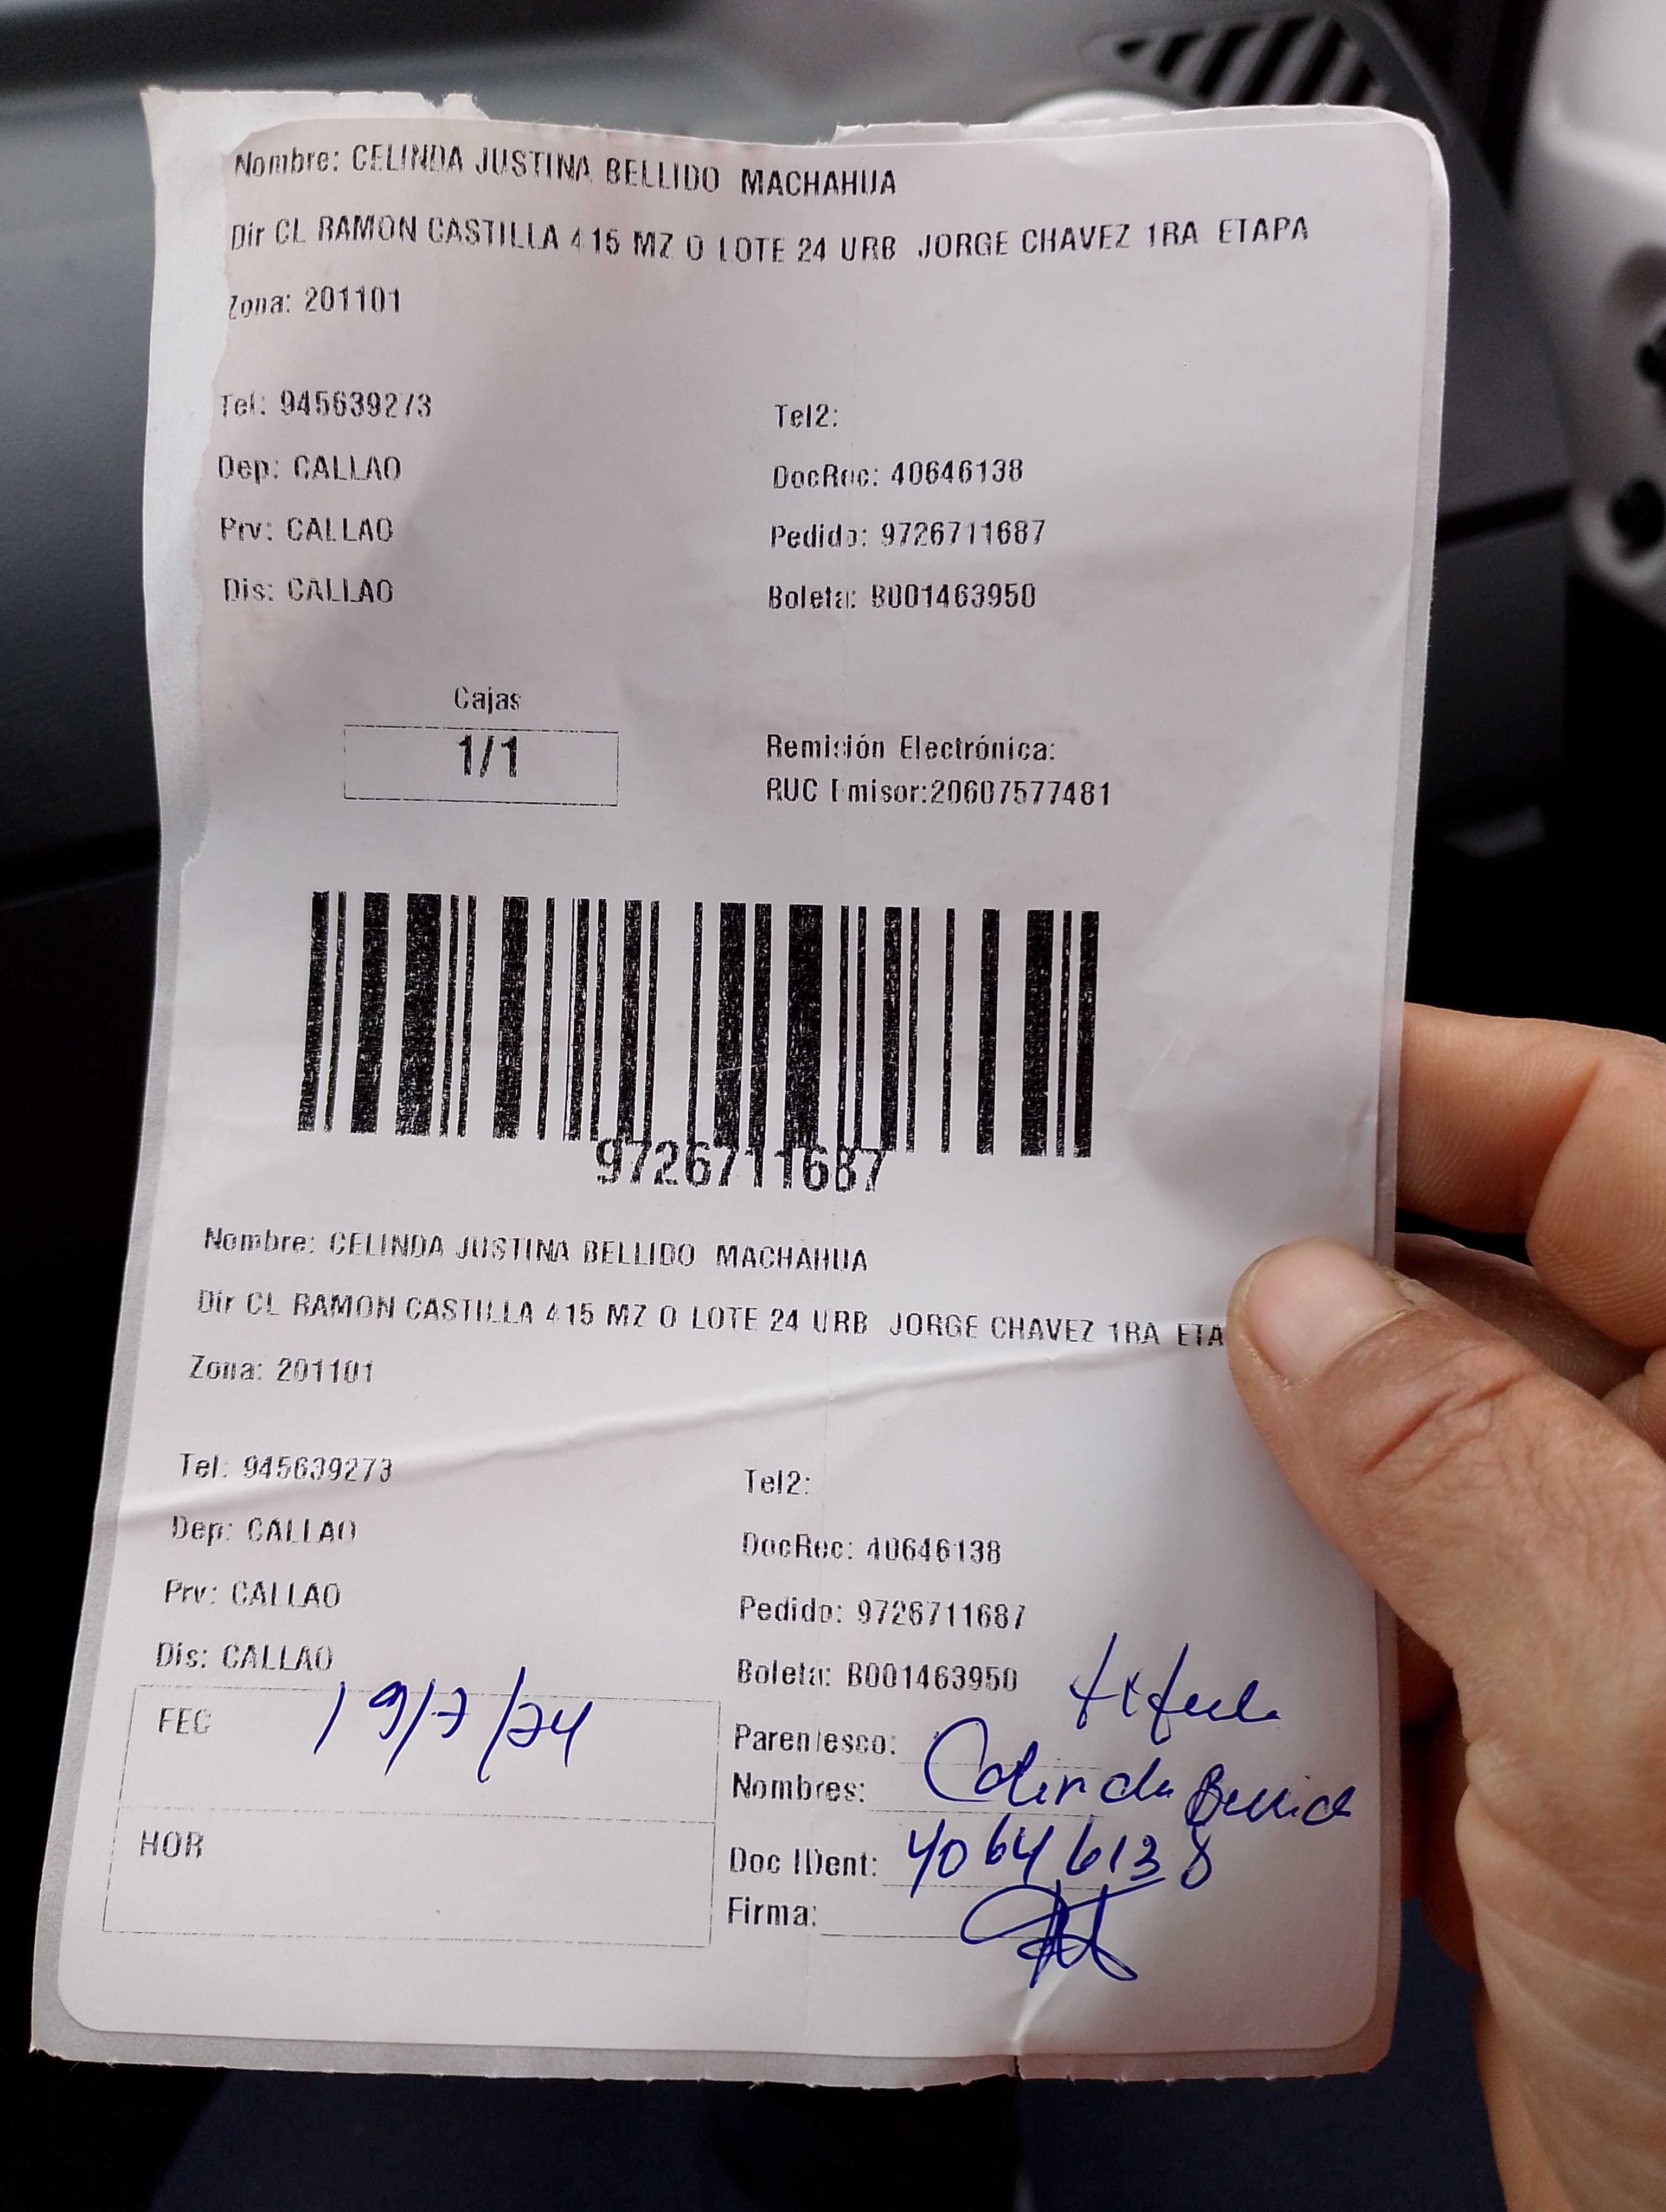 Nombre: CELINDA JUSTINA BELLIDO MACHAHUA
Dir CL RAMON CASTILLA 415 MZ O LOTE 24 URB JORGE CHAVEZ 1RA ETAPA
Zona: 201101
Tel: 945639273 Tel2:
Dep: CALLAO DocRec: 40646138
Prv: CALLAO Pedido: 9726711687
Dis: CALLAO Boleta: B001463950
Cajas
1/1
Remisión Electrónica:
RUC Emisor:20607577481
9726711687
Nombre: CELINDA JUSTINA BELLIDO MACHAHUA
Dir CL RAMON CASTILLA 415 MZ O LOTE 24 URB JORGE CHAVEZ 1RA ETA
Zona: 201101
Tel: 945639273 Tel2:
Dep: CALLAO DocRec: 40646138
Prv: CALLAO Pedido: 9726711687
Dis: CALLAO Boleta: B001463950
FEC 19/7/24
HOR
Parentesco:
Nombres: Celinda
Doc IDent: 40646138
Firma: